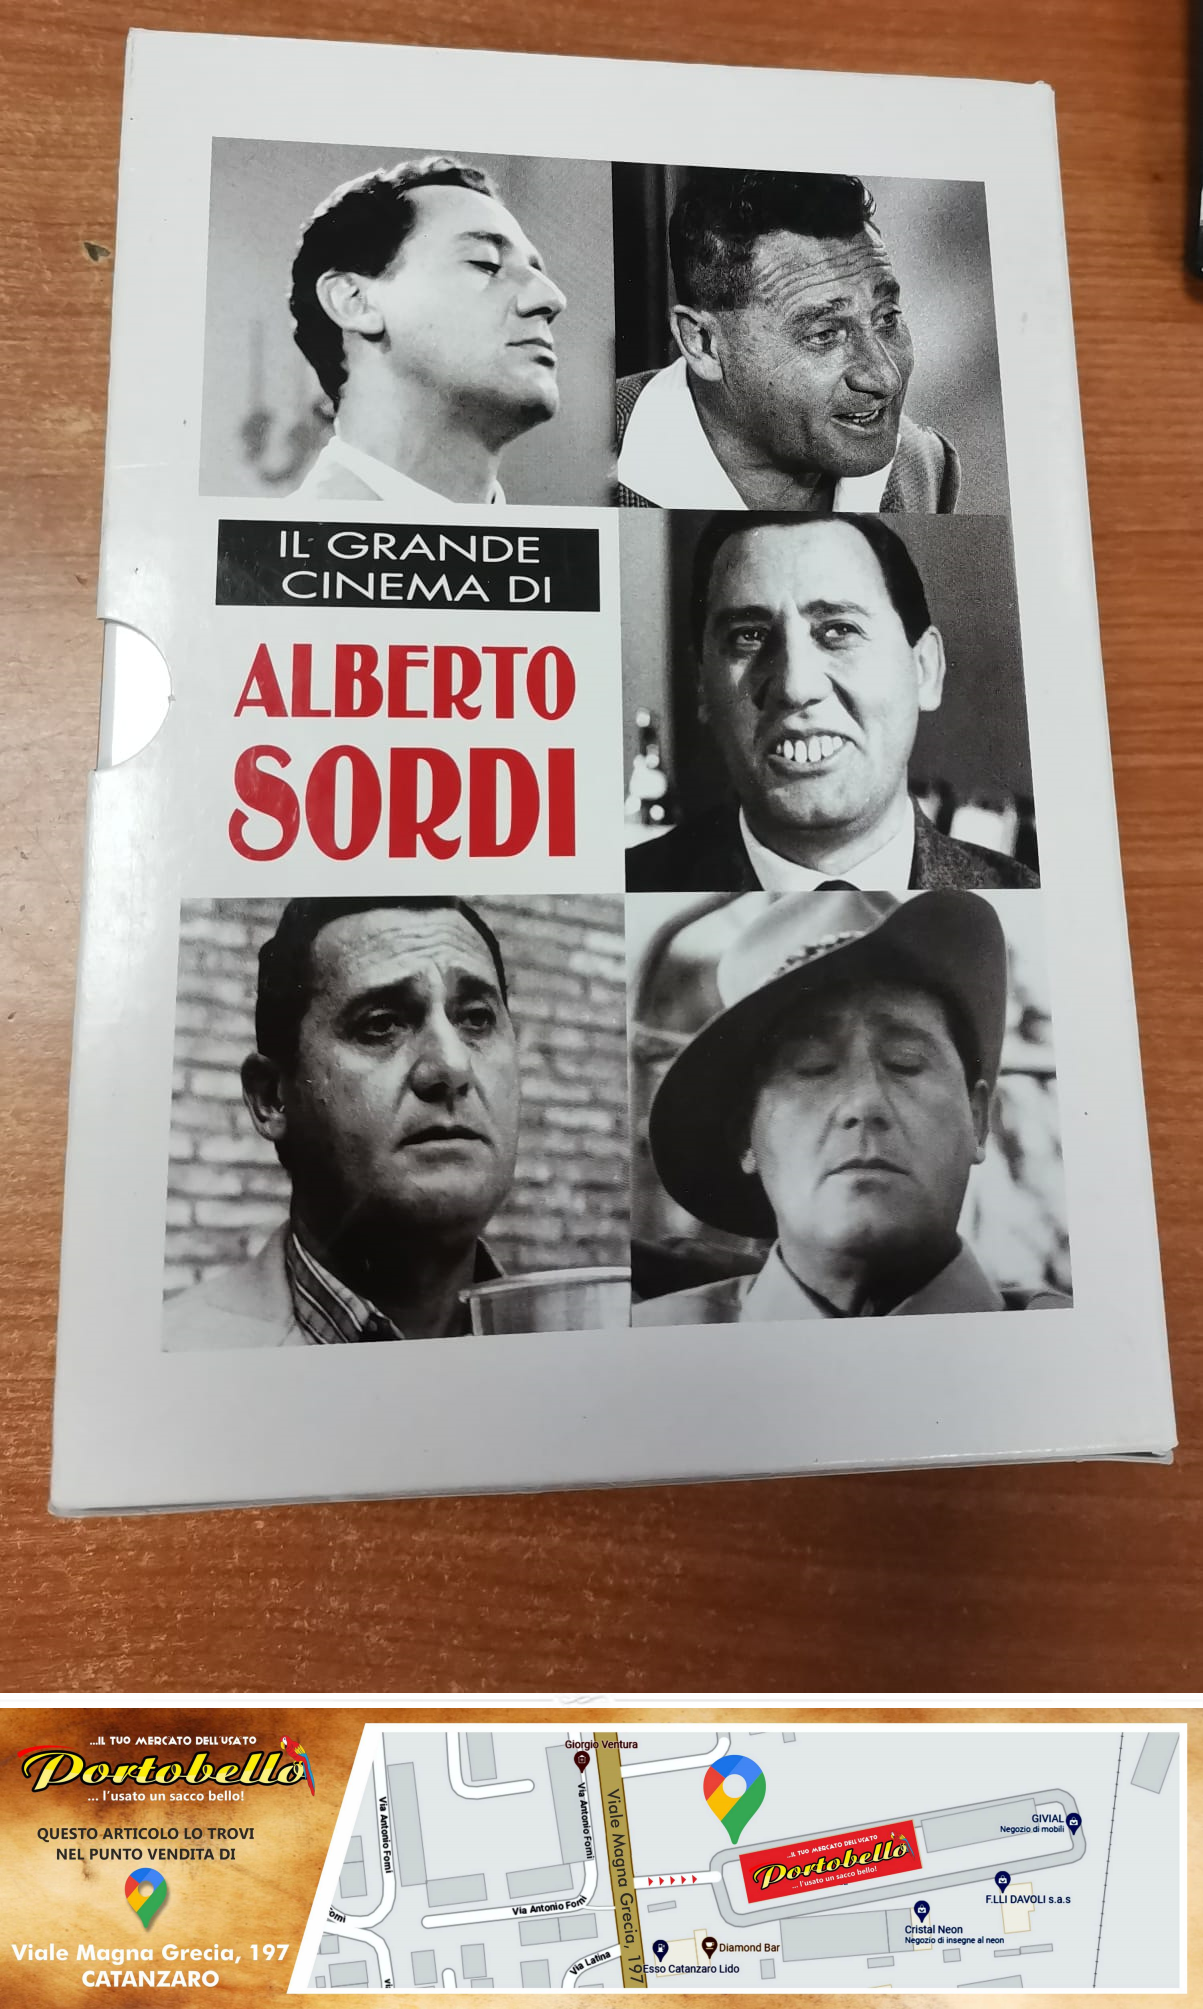 IL GRANDE
CINEMA DI
ALBERTO
SORDI
...IL TUO MERCATO DELL'USATO
Portobello
... l'usato un sacco bello!
QUESTO ARTICOLO LO TROVI
NEL PUNTO VENDITA DI
Viale Magna Grecia, 197
CATANZARO
Giorgio Ventura
Via Antonio Forni
Via Antonio Forni
Viale Magna Grecia, 197
...IL TUO MERCATO DELL'USATO
Portobello
... l'usato un sacco bello!
GIVIAL
Negozio di mobili
F.LLI DAVOLI s.a.s
Via Antonio Forni
Cristal Neon
Negozio di insegne al neon
Diamond Bar
Esso Catanzaro Lido
Via Latina